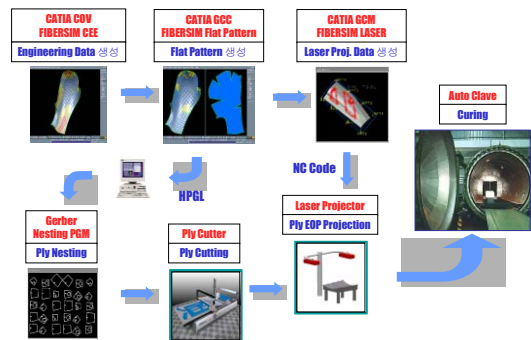 CATIA COV
FIBERSIM CEE
Engineering Data 생성
CATIA GCC
FIBERSIM Flat Pattern
Flat Pattern 생성
CATIA GCM
FIBERSIM LASER
Laser Proj. Data 생성
Auto Clave
Curing
HPGL
NC Code
Gerber
Nesting PGM
Ply Nesting
Ply Cutter
Ply Cutting
Laser Projector
Ply EOP Projection